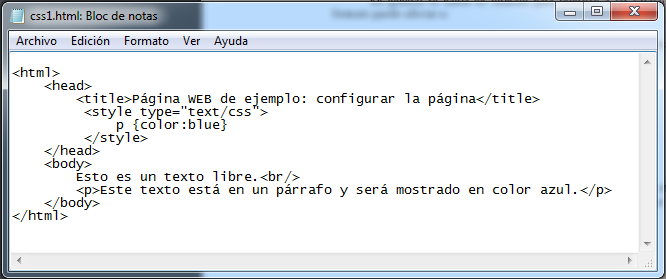 css1.html: Bloc de notas
Archivo Edición Formato Ver Ayuda
<html>
<head>
<title>Página WEB de ejemplo: configurar la página</title>
<style type="text/css">
p {color:blue}
</style>
</head>
<body>
Esto es un texto libre.<br/>
<p>Este texto está en un párrafo y será mostrado en color azul.</p>
</body>
</html>